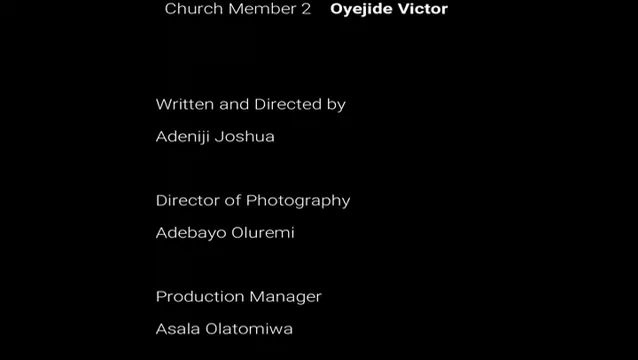 Church Member 2 Oyejide Victor
Written and Directed by
Adeniji Joshua
Director of Photography
Adebayo Oluremi
Production Manager
Asala Olatomiwa